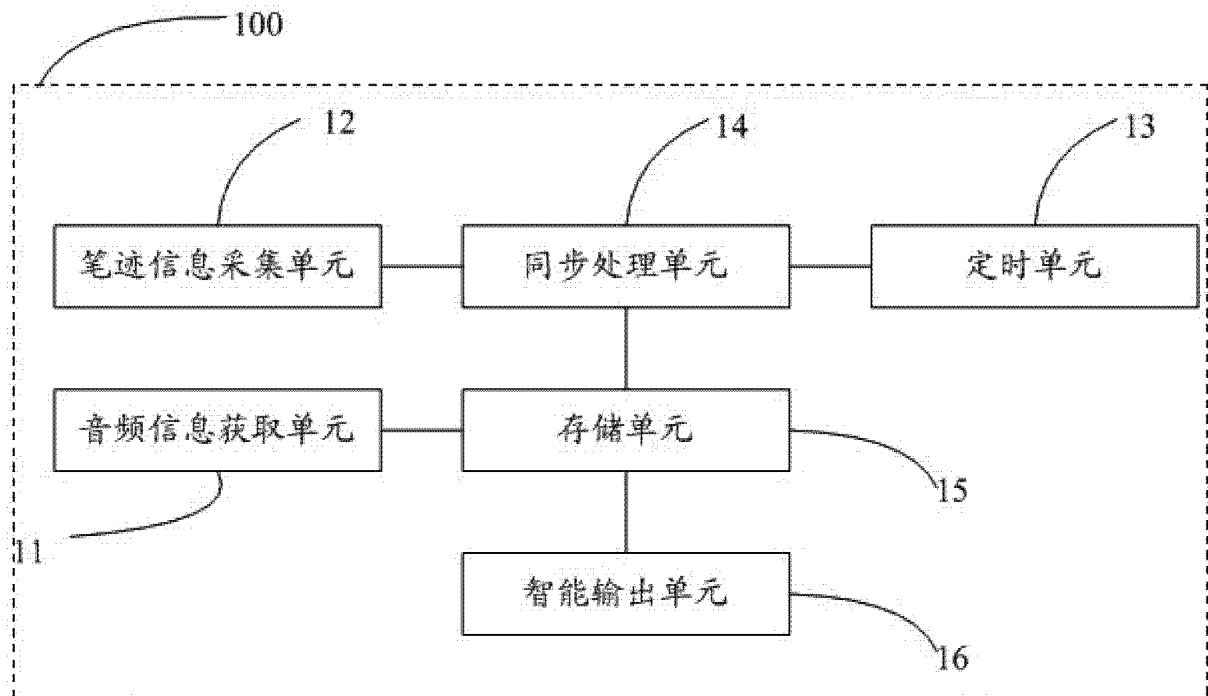 100
12
14
13
笔迹信息采集单元
同步处理单元
定时单元
音频信息获取单元
存储单元
15
11
智能输出单元
16